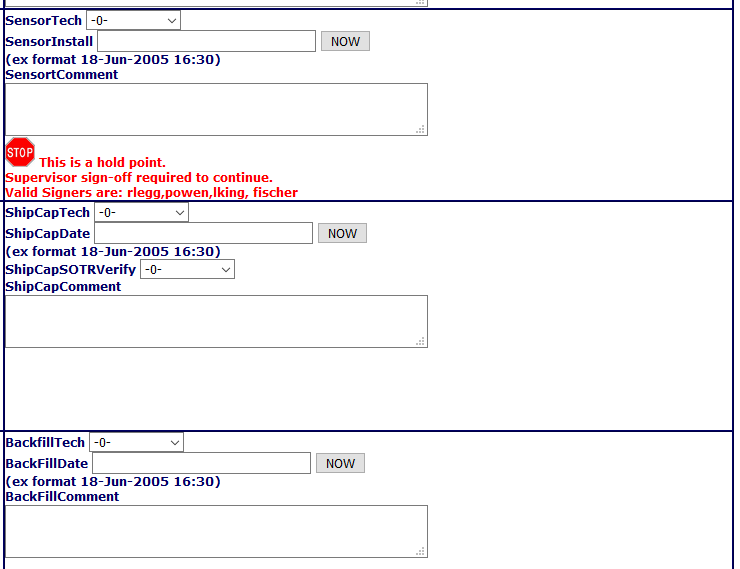 SensorTech -0-
SensorInstall NOW
(ex format 18-Jun-2005 16:30)
SensortComment
STOP This is a hold point.
Supervisor sign-off required to continue.
Valid Signers are: rlegg,powen,lking, fischer
ShipCapTech -0-
ShipCapDate NOW
(ex format 18-Jun-2005 16:30)
ShipCapSOTRVerify -0-
ShipCapComment
BackfillTech -0-
BackFillDate NOW
(ex format 18-Jun-2005 16:30)
BackFillComment